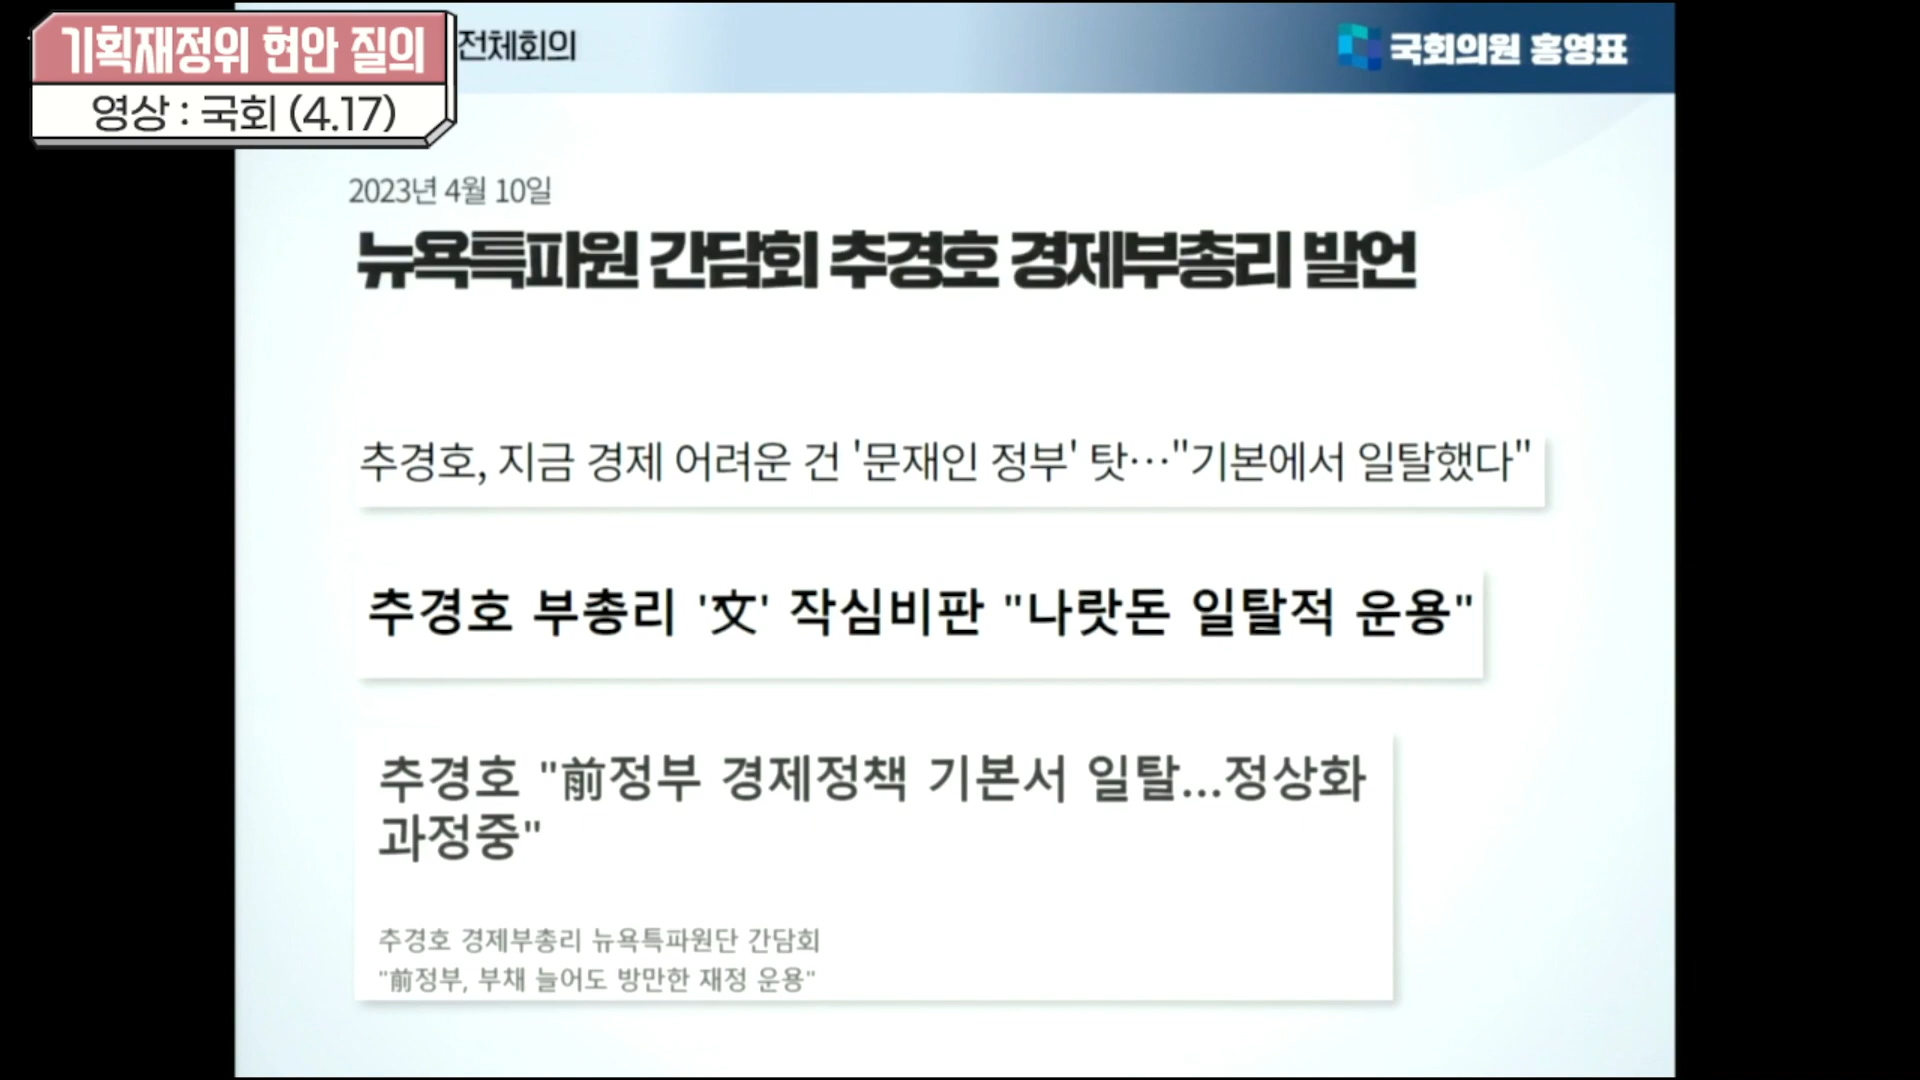 기획재정위 현안 질의
영상 : 국회 (4.17)
전체회의
국회의원 홍영표
2023년 4월 10일
뉴욕특파원 간담회 추경호 경제부총리 발언
추경호, 지금 경제 어려운 건 '문재인 정부' 탓…"기본에서 일탈했다"
추경호 부총리 '文' 작심비판 "나랏돈 일탈적 운용"
추경호 "前정부 경제정책 기본서 일탈...정상화
과정중"
추경호 경제부총리 뉴욕특파원단 간담회
"前정부, 부채 늘어도 방만한 재정 운용"